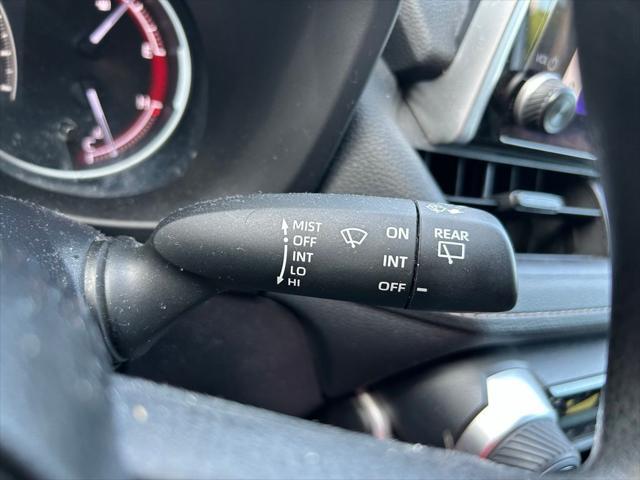 MIST
OFF
INT
LO
HI
ON
INT
OFF
REAR